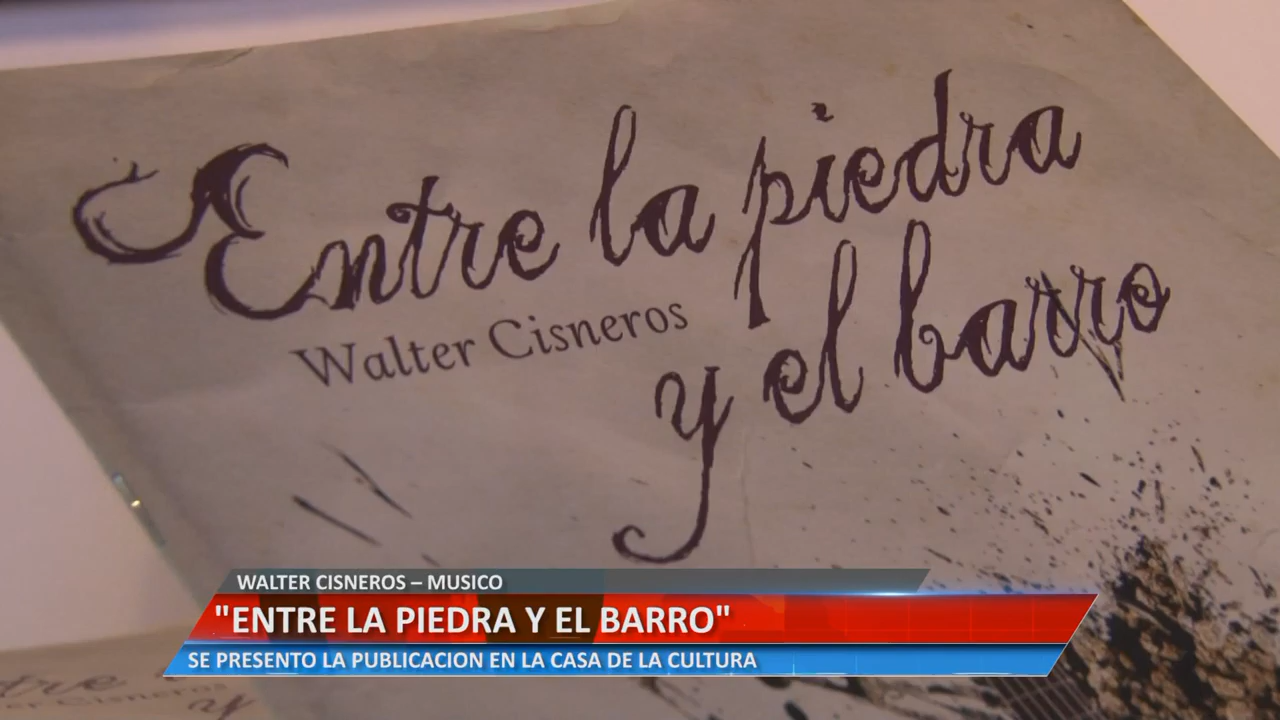 Entre la piedra
Walter Cisneros
y el barro
WALTER CISNEROS – MUSICO
"ENTRE LA PIEDRA Y EL BARRO"
SE PRESENTO LA PUBLICACION EN LA CASA DE LA CULTURA